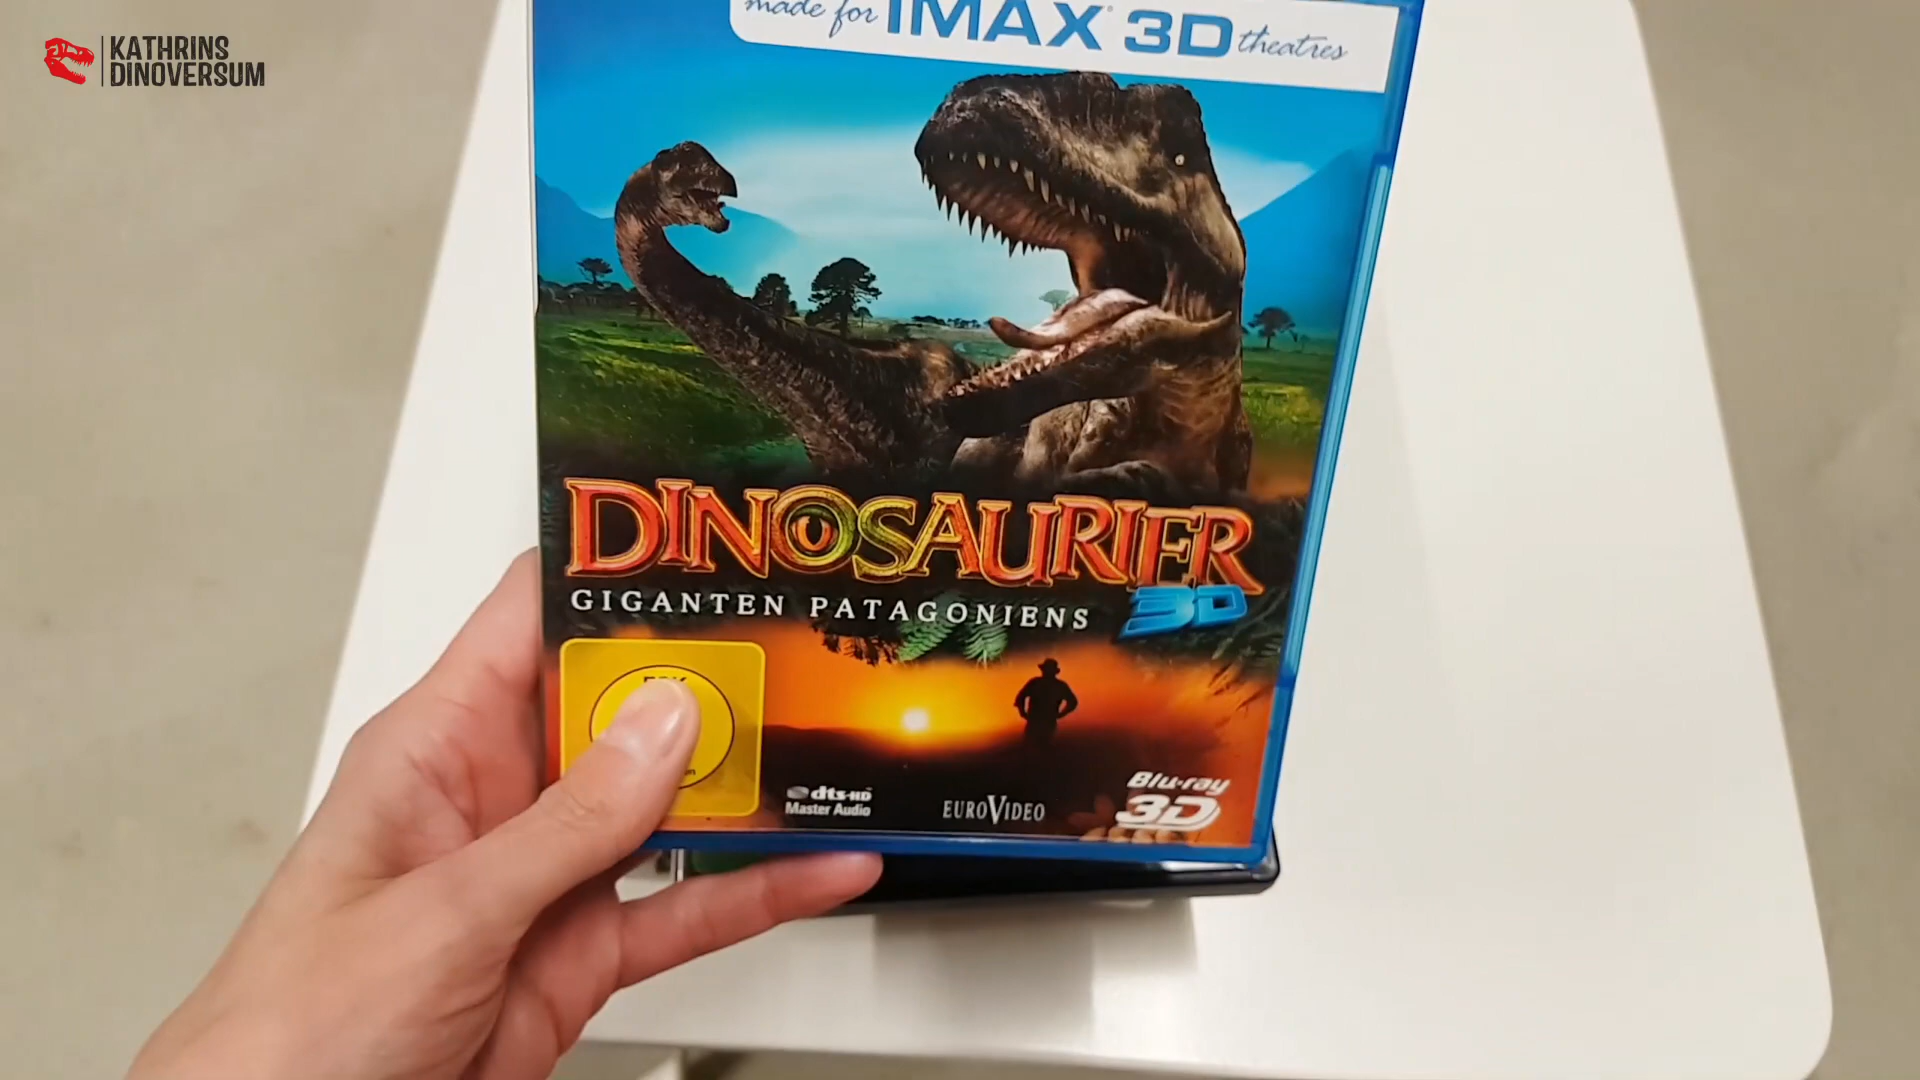 KATHRINS
DINOVERSUM
made for IMAX 3D theatres
DINOSAURIER
3D
GIGANTEN PATAGONIENS
dts-HD
Master Audio
EUROVIDEO
Blu-ray
3D